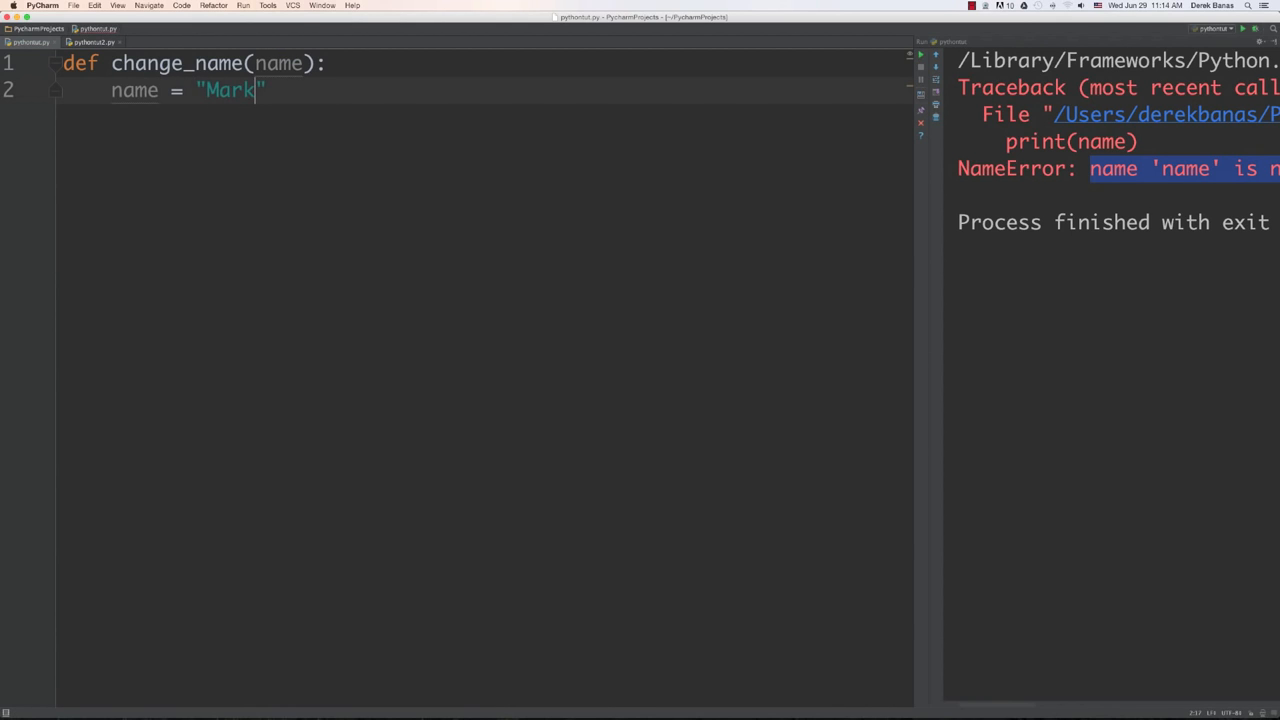 PyCharm File Edit View Navigate Code Refactor Run Tools VCS Window Help
10 Wed Jun 29 11:14 AM Derek Banas
pythontut.py - PycharmProjects - [~/PycharmProjects]
PycharmProjects pythontut.py
pythontut
pythontut.py pythontut2.py
Run pythontut
1 def change_name(name):
2 name = "Mark"
/Library/Frameworks/Python.
Traceback (most recent call
File "/Users/derekbanas/P
print(name)
NameError: name 'name' is n
Process finished with exit
2:37 LF≠ UTF-8≠